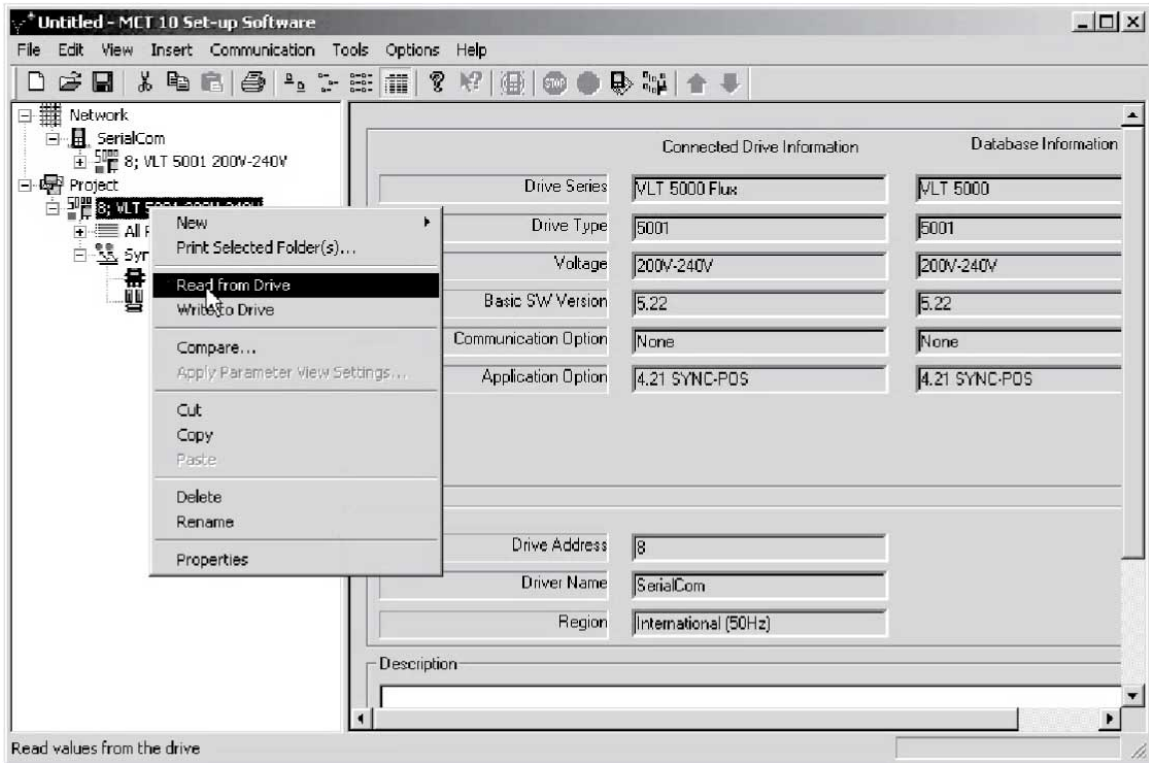 Untitled - MCT 10 Set-up Software
File Edit View Insert Communication Tools Options Help
STOP
Network
SerialCom
8; VLT 5001 200V-240V
Project
8; VLT
All
Syn
New
Print Selected Folder(s)...
Read from Drive
Write to Drive
Compare...
Apply Parameter View Settings...
Cut
Copy
Paste
Delete
Rename
Properties
Connected Drive Information Database Information
Drive Series VLT 5000 Flux VLT 5000
Drive Type 5001 5001
Voltage 200V-240V 200V-240V
Basic SW Version 5.22 5.22
Communication Option None None
Application Option 4.21 SYNC-POS 4.21 SYNC-POS
Drive Address 8
Driver Name SerialCom
Region International (50Hz)
Description
Read values from the drive